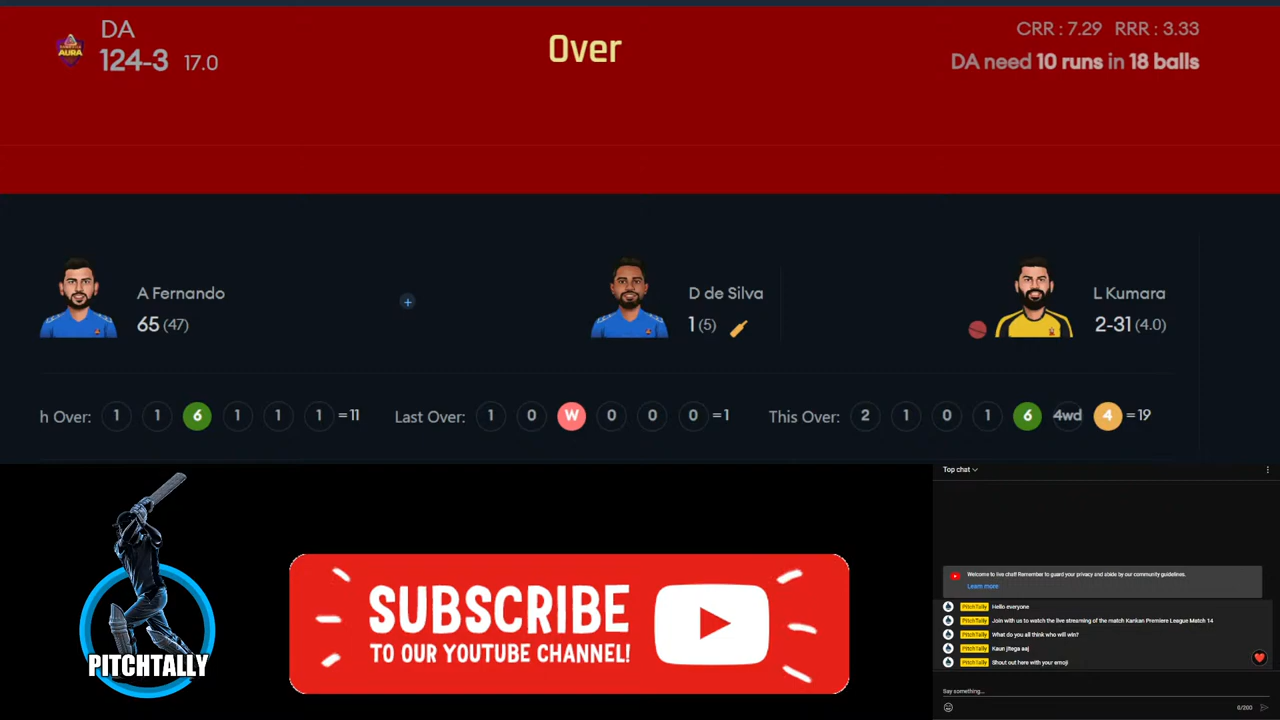 DA
124-3 17.0
Over
CRR : 7.29 RRR : 3.33
DA need 10 runs in 18 balls
AURA
A Fernando
65 (47)
D de Silva
1 (5)
L Kumara
2-31 (4.0)
h Over: 1 1 6 1 1 1 =11 Last Over: 1 0 W 0 0 0 =1 This Over: 2 1 0 1 6 4wd 4 =19
PITCHTALLY
SUBSCRIBE
TO OUR YOUTUBE CHANNEL!
Top chat
Welcome to live chat! Remember to guard your privacy and abide by our community guidelines.
Learn more
PitchTally Hello everyone
PitchTally Join with us to watch the live streaming of the match Kankan Premiere League Match 14
PitchTally What do you all think who will win?
PitchTally Kaun jitega aaj
PitchTally Shout out here with your emoji
Say something...
0/200